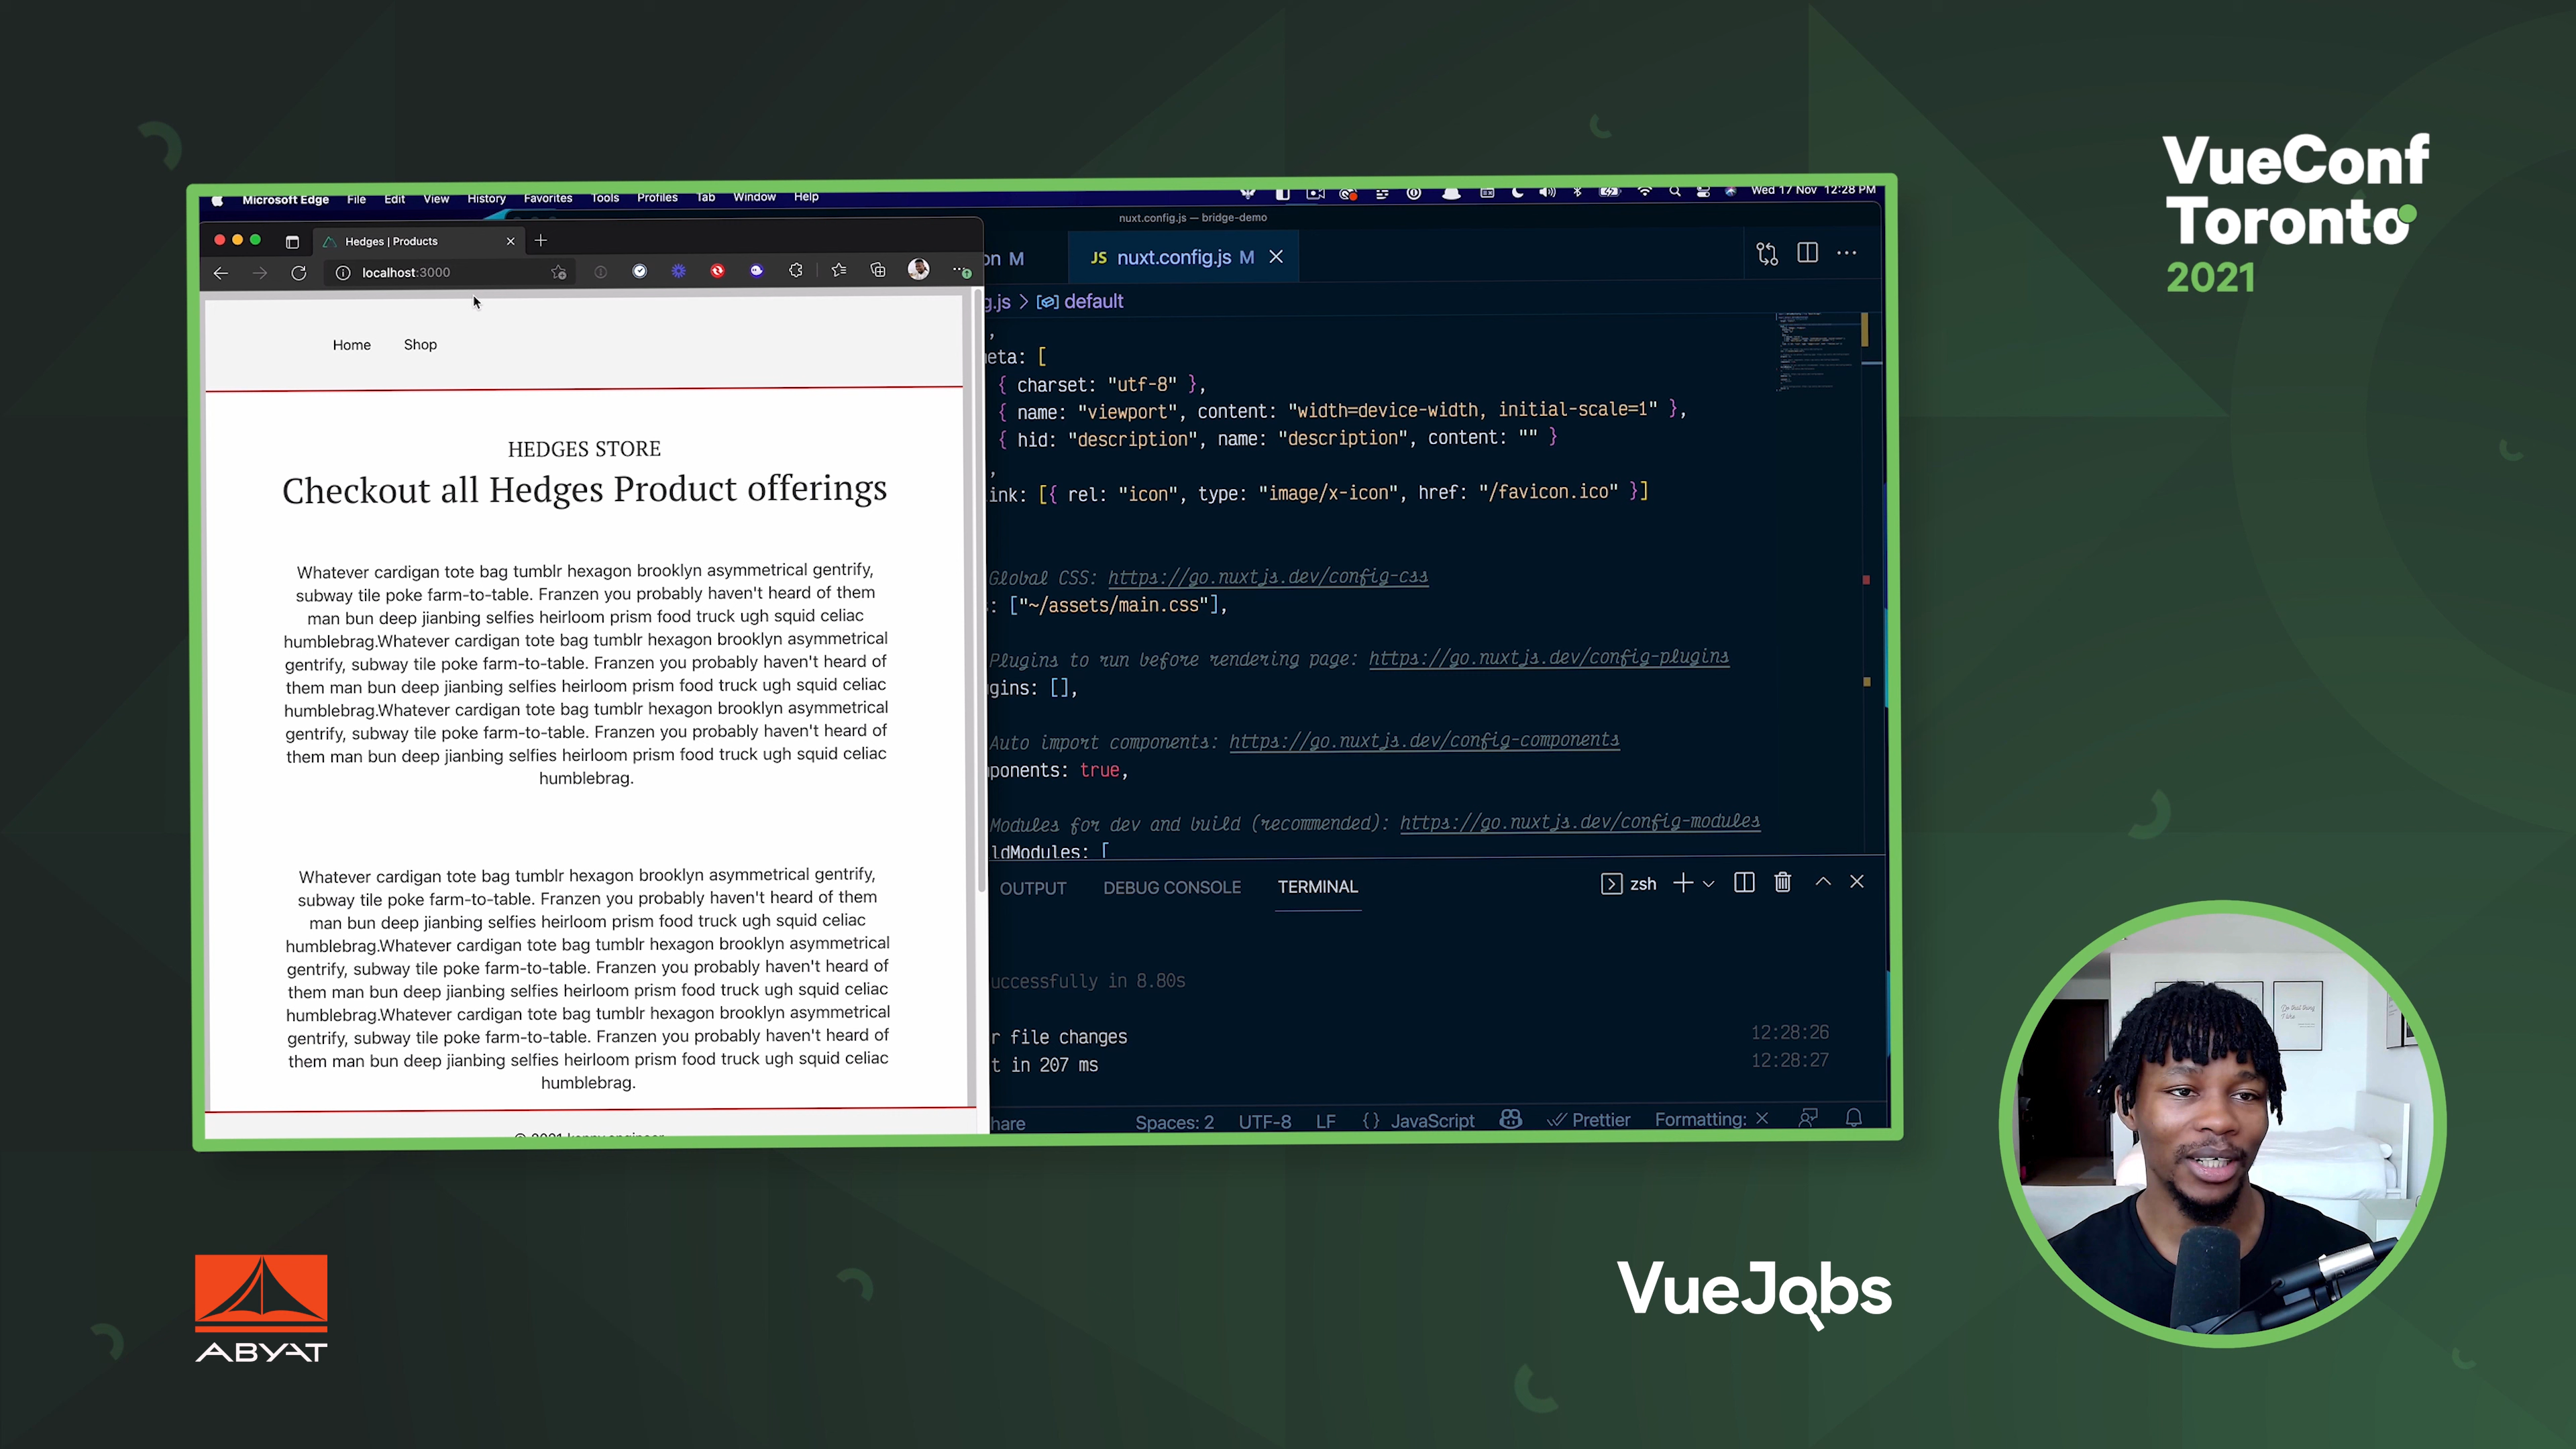 VueConf
Toronto
2021
Microsoft Edge File Edit View History Favorites Tools Profiles Tab Window Help
Wed 17 Nov 12:28 PM
Hedges | Products
localhost:3000
Home Shop
HEDGES STORE
Checkout all Hedges Product offerings
Whatever cardigan tote bag tumblr hexagon brooklyn asymmetrical gentrify,
subway tile poke farm-to-table. Franzen you probably haven't heard of them
man bun deep jianbing selfies heirloom prism food truck ugh squid celiac
humblebrag.Whatever cardigan tote bag tumblr hexagon brooklyn asymmetrical
gentrify, subway tile poke farm-to-table. Franzen you probably haven't heard of
them man bun deep jianbing selfies heirloom prism food truck ugh squid celiac
humblebrag.Whatever cardigan tote bag tumblr hexagon brooklyn asymmetrical
gentrify, subway tile poke farm-to-table. Franzen you probably haven't heard of
them man bun deep jianbing selfies heirloom prism food truck ugh squid celiac
humblebrag.
Whatever cardigan tote bag tumblr hexagon brooklyn asymmetrical gentrify,
subway tile poke farm-to-table. Franzen you probably haven't heard of them
man bun deep jianbing selfies heirloom prism food truck ugh squid celiac
humblebrag.Whatever cardigan tote bag tumblr hexagon brooklyn asymmetrical
gentrify, subway tile poke farm-to-table. Franzen you probably haven't heard of
them man bun deep jianbing selfies heirloom prism food truck ugh squid celiac
humblebrag.Whatever cardigan tote bag tumblr hexagon brooklyn asymmetrical
gentrify, subway tile poke farm-to-table. Franzen you probably haven't heard of
them man bun deep jianbing selfies heirloom prism food truck ugh squid celiac
humblebrag.
nuxt.config.js — bridge-demo
on M JS nuxt.config.js M
g.js > default
,
eta: [
{ charset: "utf-8" },
{ name: "viewport", content: "width=device-width, initial-scale=1" },
{ hid: "description", name: "description", content: "" }
,
ink: [{ rel: "icon", type: "image/x-icon", href: "/favicon.ico" }]
Global CSS: https://go.nuxtjs.dev/config-css
: ["~/assets/main.css"],
Plugins to run before rendering page: https://go.nuxtjs.dev/config-plugins
gins: [],
Auto import components: https://go.nuxtjs.dev/config-components
ponents: true,
Modules for dev and build (recommended): https://go.nuxtjs.dev/config-modules
ldModules: [
OUTPUT DEBUG CONSOLE TERMINAL zsh
uccessfully in 8.80s
r file changes 12:28:26
t in 207 ms 12:28:27
hare Spaces: 2 UTF-8 LF {} JavaScript Prettier Formatting: ×
ABYAT
VueJobs